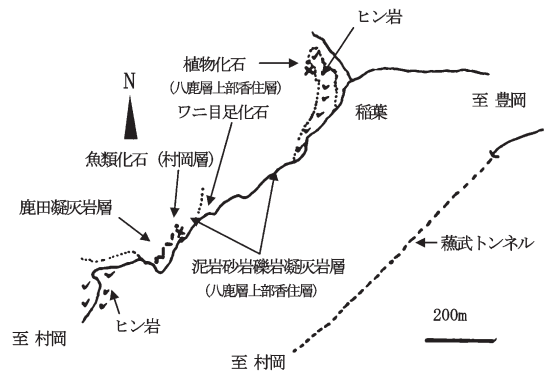 ヒン岩
植物化石
(八鹿層上部香住層)
ワニ目足化石
N
稲葉
至 豊岡
魚類化石(村岡層)
鹿田凝灰岩層
泥岩砂岩礫岩凝灰岩層
(八鹿層上部香住層)
蘇武トンネル
ヒン岩
200m
至 村岡
至 村岡